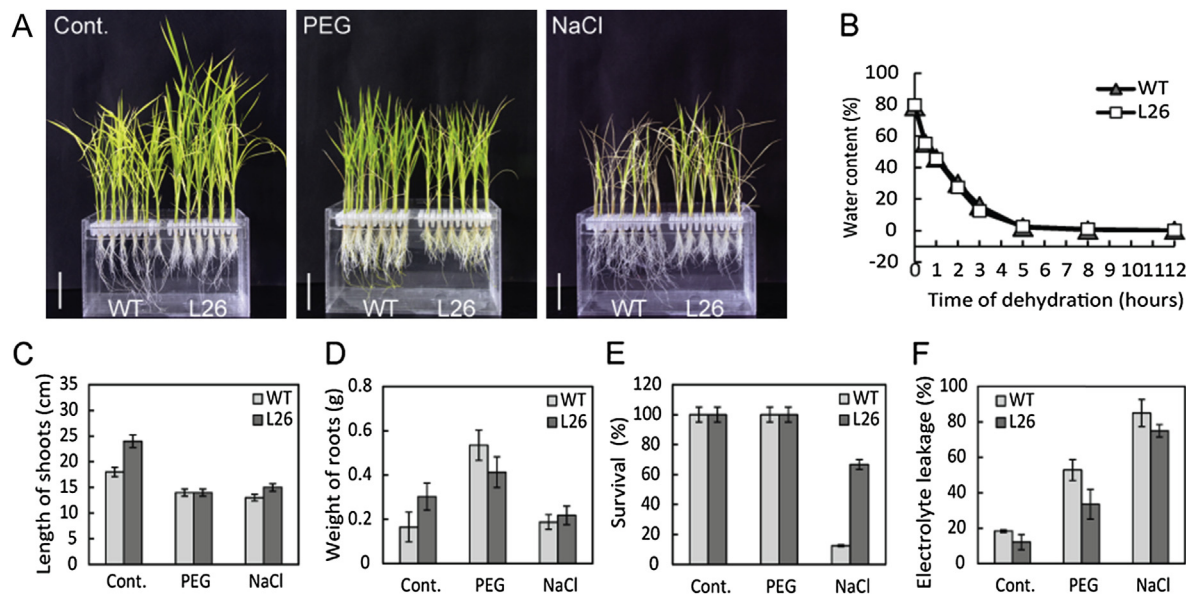 A
Cont.
WT
L26
PEG
WT
L26
NaCl
WT
L26
B
Water content (%)
100
80
60
40
20
0
-20
WT
L26
0 1 2 3 5 6 7 8 9 10 11 12
Time of dehydration (hours)
C
Length of shoots (cm)
35
30
25
20
15
10
5
0
WT
L26
Cont. PEG NaCl
D
Weight of roots (g)
0.8
0.6
0.4
0.2
0
WT
L26
Cont. PEG NaCl
E
Survival (%)
120
100
80
60
40
20
0
WT
L26
Cont. PEG NaCl
F
Electrolyte leakage (%)
100
80
60
40
20
0
WT
L26
Cont. PEG NaCl